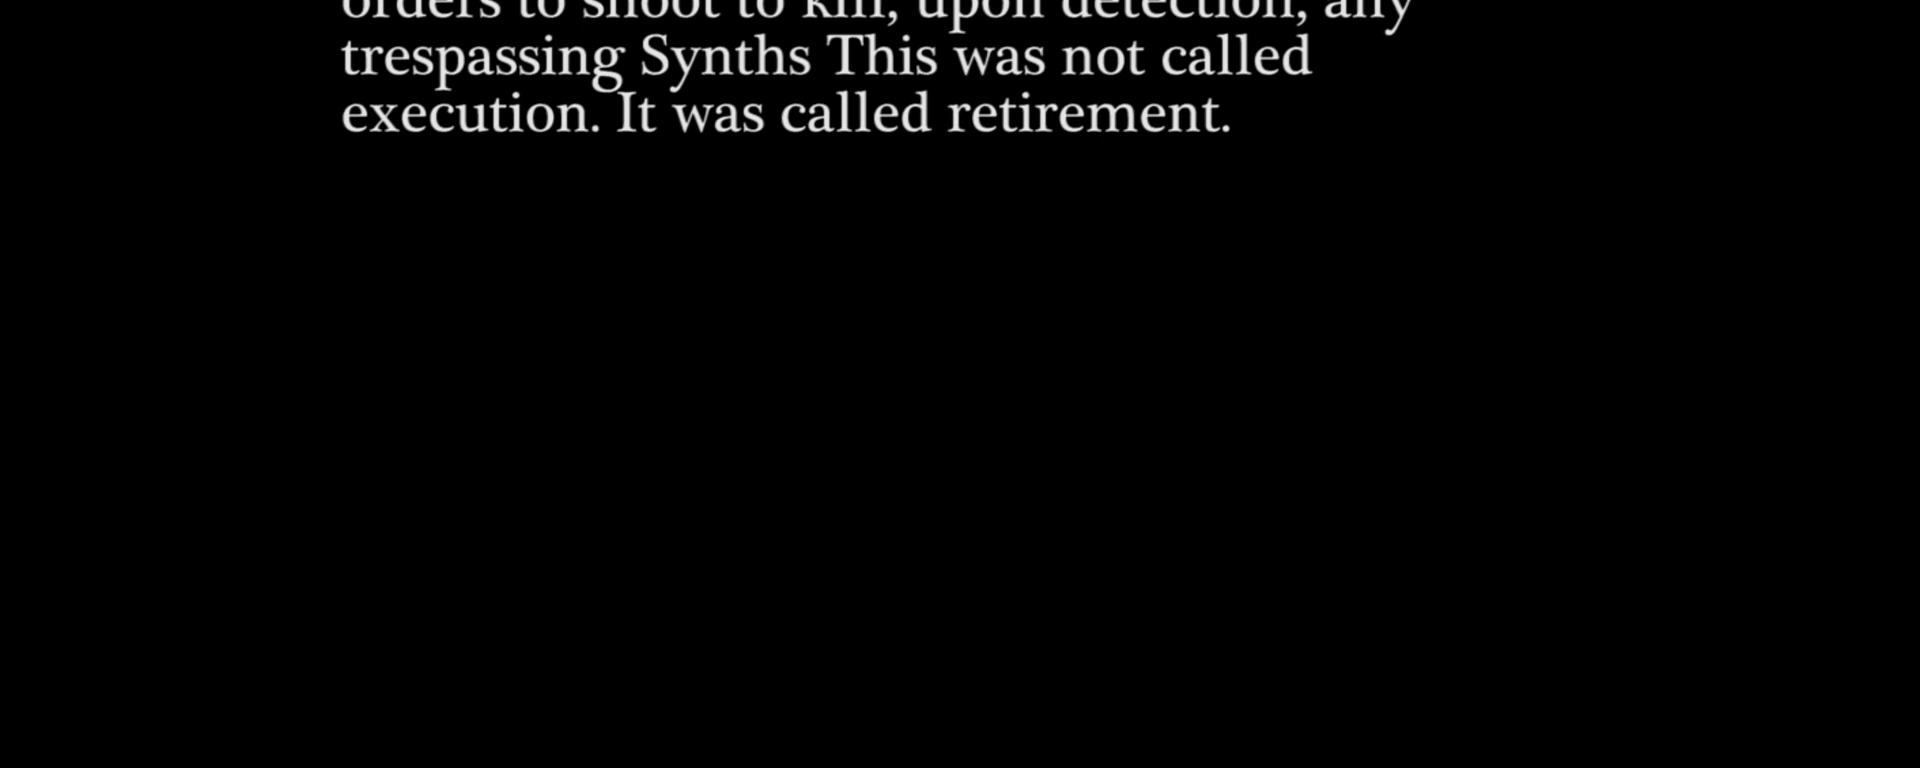 orders to shoot to kill, upon detection, any
trespassing Synths This was not called
execution. It was called retirement.